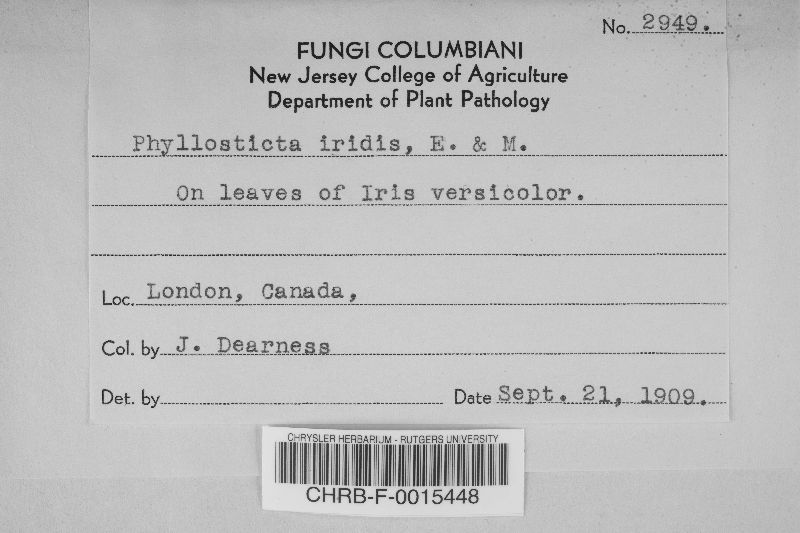 No. 2949.
FUNGI COLUMBIANI
New Jersey College of Agriculture
Department of Plant Pathology
Phyllosticta iridis, E. & M.
On leaves of Iris versicolor.
Loc. London, Canada,
Col. by J. Dearness
Det. by Date Sept. 21, 1909.
CHRYSLER HERBARIUM - RUTGERS UNIVERSITY
CHRB-F-0015448